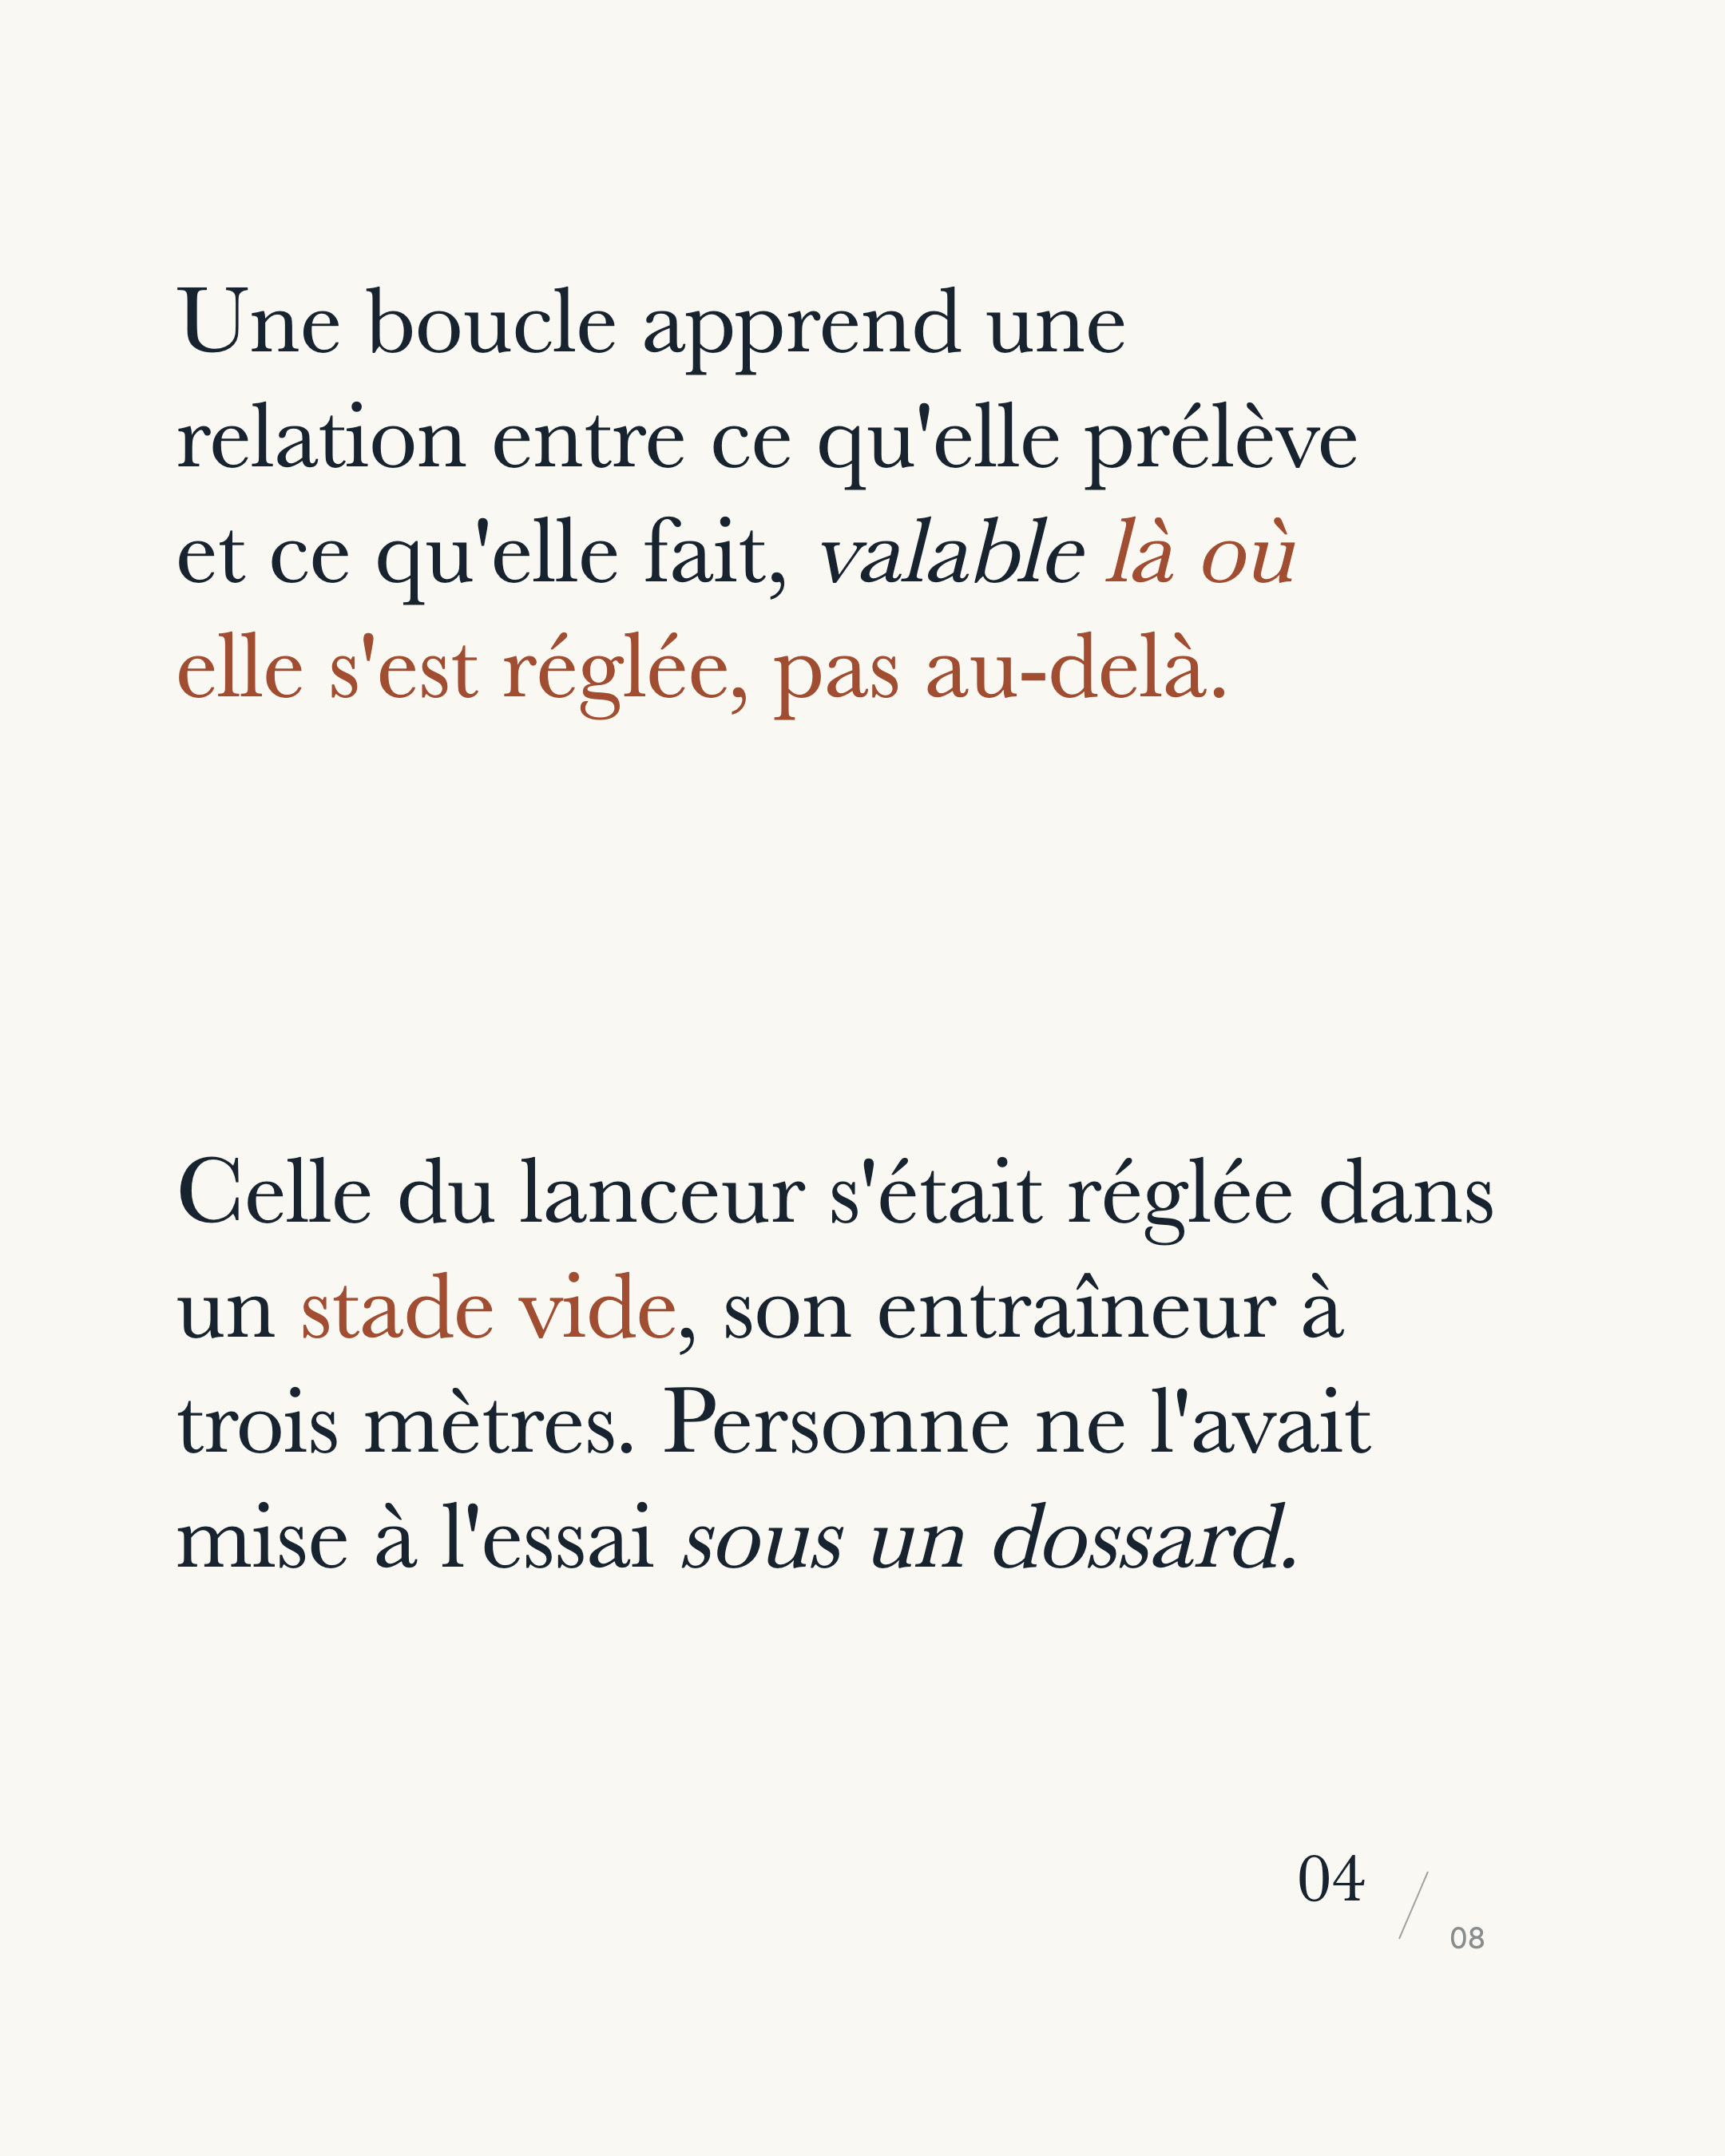 Une boucle apprend une
relation entre ce qu'elle prélève
et ce qu'elle fait, valable là où
elle s'est réglée, pas au-delà.
Celle du lanceur s'était réglée dans
un stade vide, son entraîneur à
trois mètres. Personne ne l'avait
mise à l'essai sous un dossard.
04 / 08